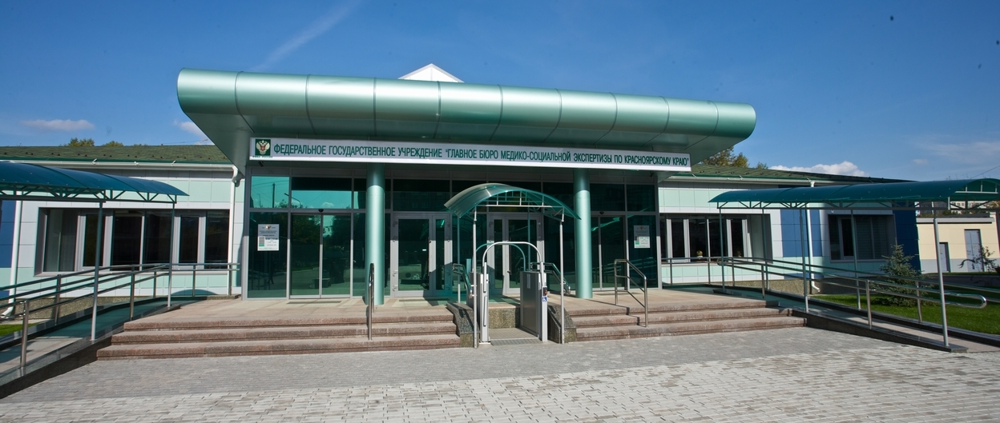 ФЕДЕРАЛЬНОЕ ГОСУДАРСТВЕННОЕ УЧРЕЖДЕНИЕ "ГЛАВНОЕ БЮРО МЕДИКО-СОЦИАЛЬНОЙ ЭКСПЕРТИЗЫ ПО КРАСНОЯРСКОМУ КРАЮ"